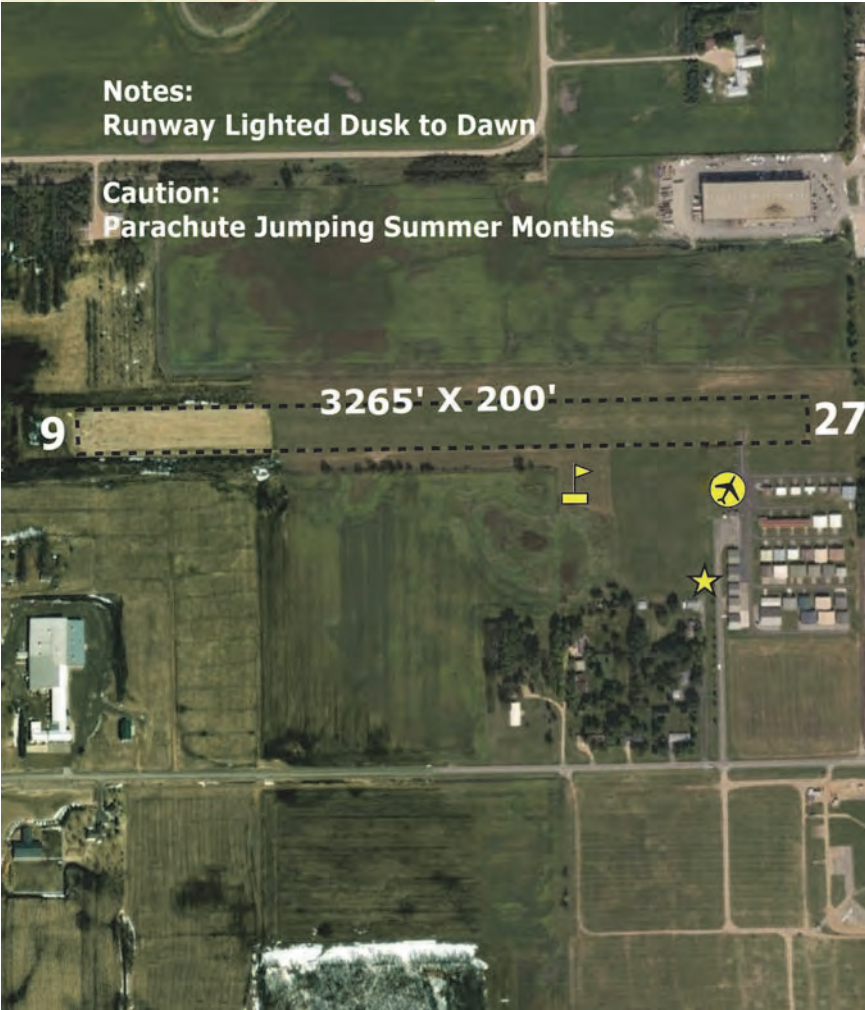 Notes:
Runway Lighted Dusk to Dawn
Caution:
Parachute Jumping Summer Months
3265' X 200'
9
27